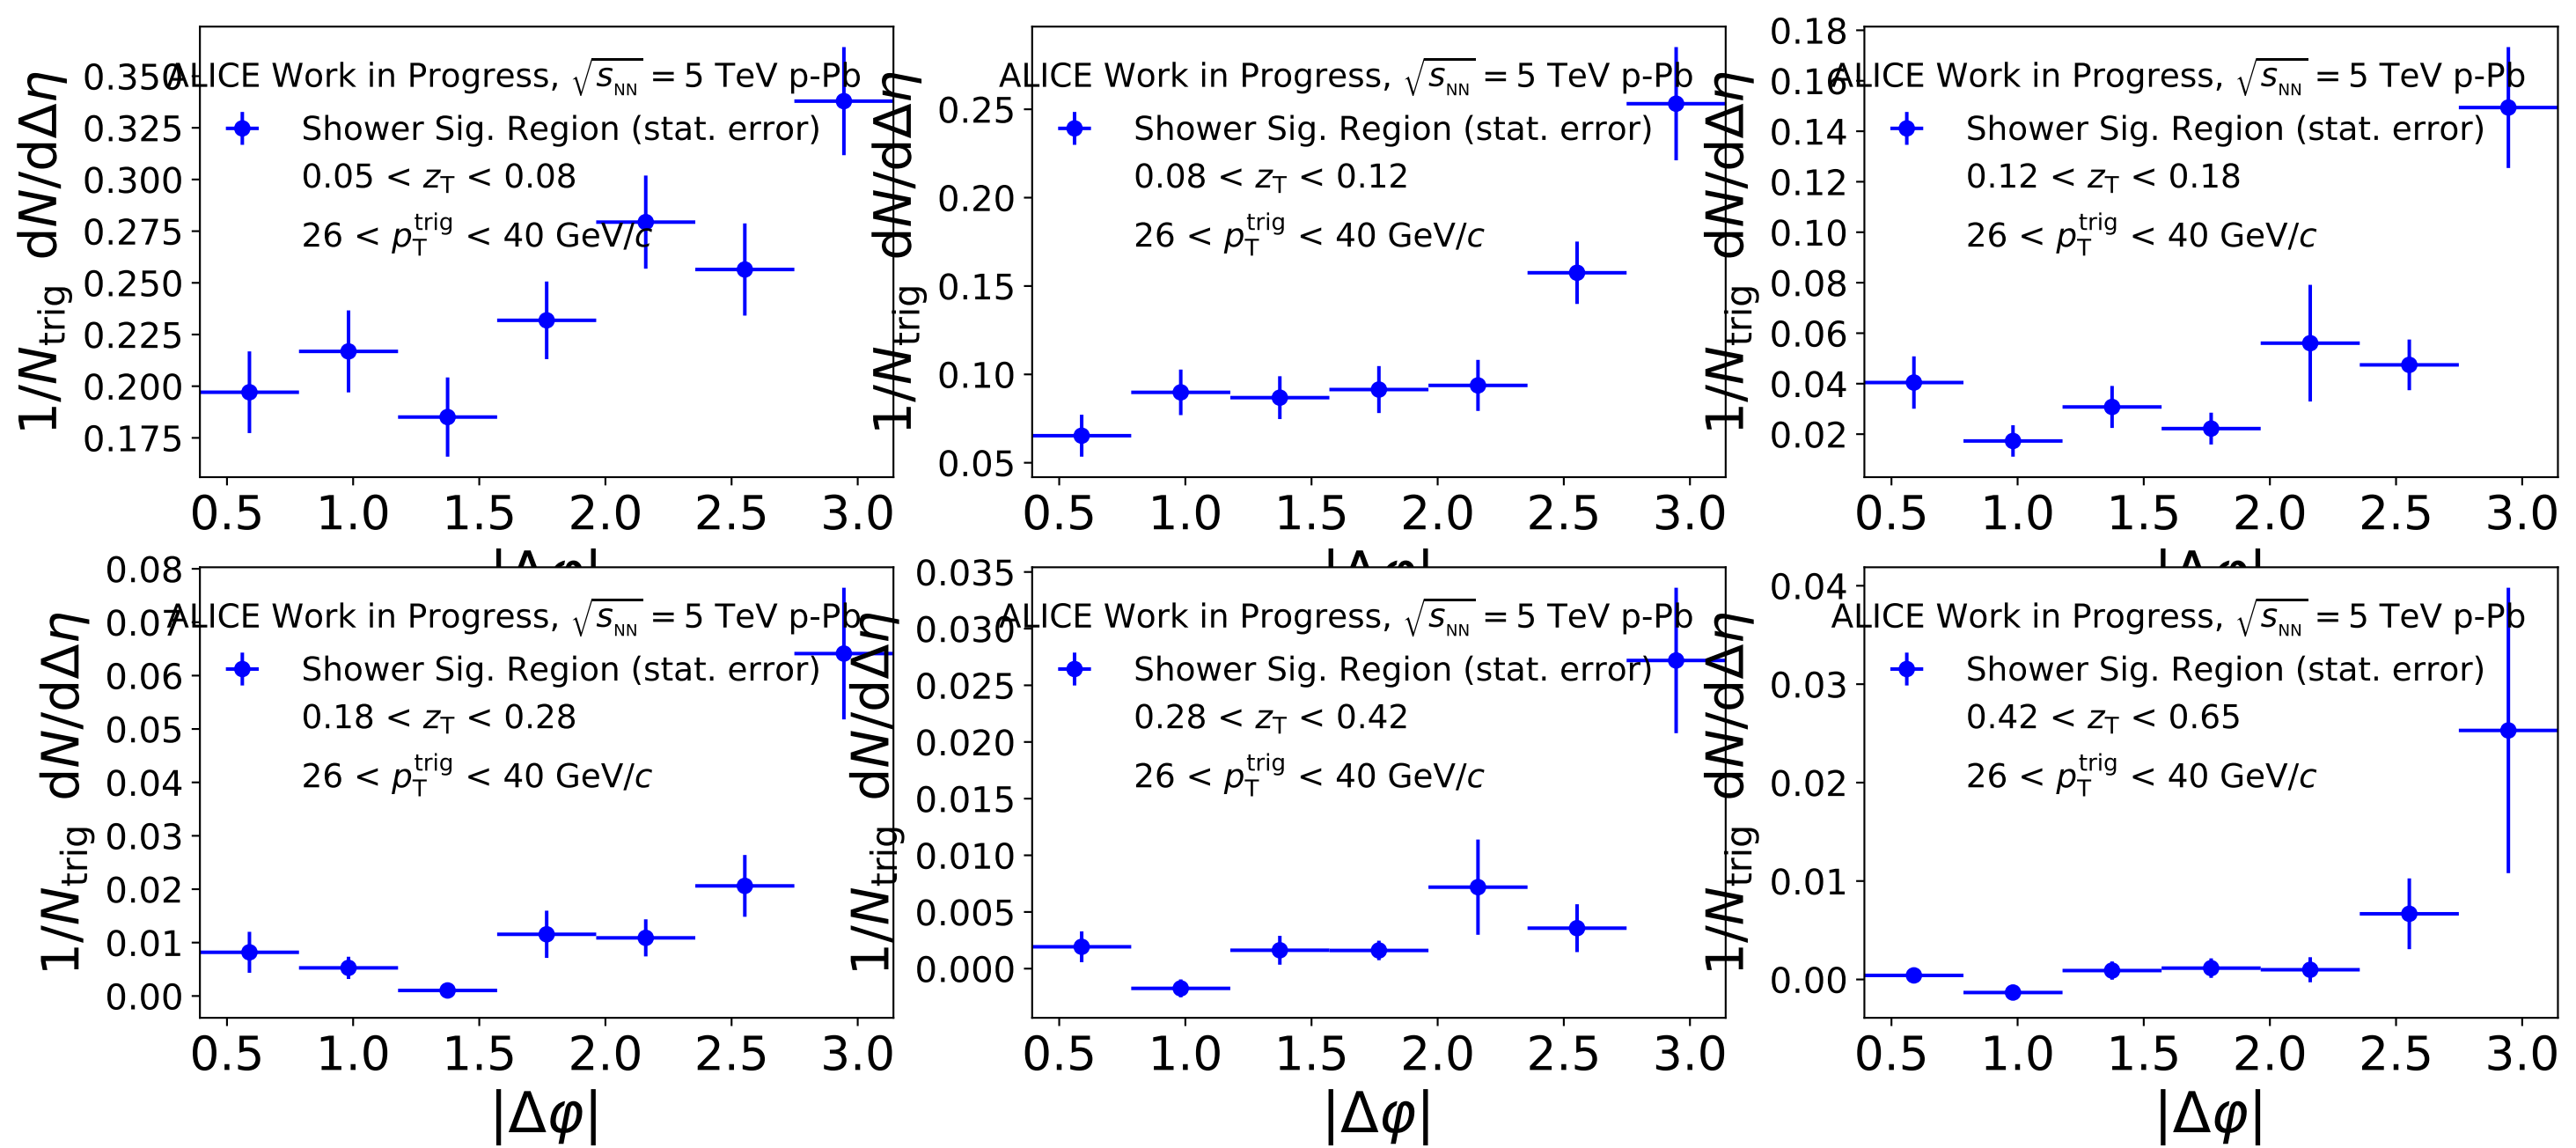 1/N_trig dN/dΔη
0.350
0.325
0.300
0.275
0.250
0.225
0.200
0.175
ALICE Work in Progress, √s_NN = 5 TeV p-Pb
Shower Sig. Region (stat. error)
0.05 < z_T < 0.08
26 < p_T^trig < 40 GeV/c
0.5 1.0 1.5 2.0 2.5 3.0
|Δφ|
1/N_trig dN/dΔη
0.25
0.20
0.15
0.10
0.05
ALICE Work in Progress, √s_NN = 5 TeV p-Pb
Shower Sig. Region (stat. error)
0.08 < z_T < 0.12
26 < p_T^trig < 40 GeV/c
0.5 1.0 1.5 2.0 2.5 3.0
|Δφ|
1/N_trig dN/dΔη
0.18
0.16
0.14
0.12
0.10
0.08
0.06
0.04
0.02
ALICE Work in Progress, √s_NN = 5 TeV p-Pb
Shower Sig. Region (stat. error)
0.12 < z_T < 0.18
26 < p_T^trig < 40 GeV/c
0.5 1.0 1.5 2.0 2.5 3.0
|Δφ|
1/N_trig dN/dΔη
0.08
0.07
0.06
0.05
0.04
0.03
0.02
0.01
0.00
ALICE Work in Progress, √s_NN = 5 TeV p-Pb
Shower Sig. Region (stat. error)
0.18 < z_T < 0.28
26 < p_T^trig < 40 GeV/c
0.5 1.0 1.5 2.0 2.5 3.0
|Δφ|
1/N_trig dN/dΔη
0.035
0.030
0.025
0.020
0.015
0.010
0.005
0.000
ALICE Work in Progress, √s_NN = 5 TeV p-Pb
Shower Sig. Region (stat. error)
0.28 < z_T < 0.42
26 < p_T^trig < 40 GeV/c
0.5 1.0 1.5 2.0 2.5 3.0
|Δφ|
1/N_trig dN/dΔη
0.04
0.03
0.02
0.01
0.00
ALICE Work in Progress, √s_NN = 5 TeV p-Pb
Shower Sig. Region (stat. error)
0.42 < z_T < 0.65
26 < p_T^trig < 40 GeV/c
0.5 1.0 1.5 2.0 2.5 3.0
|Δφ|